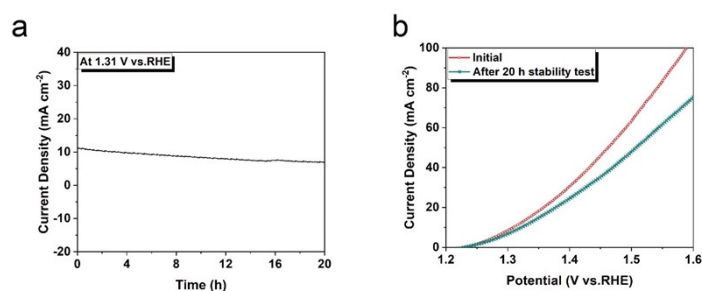 a
At 1.31 V vs.RHE
40
30
20
10
0
-10
-20
0 4 8 12 16 20
Current Density (mA cm-2)
Time (h)
b
Initial
After 20 h stability test
100
80
60
40
20
0
1.2 1.3 1.4 1.5 1.6
Current Density (mA cm-2)
Potential (V vs.RHE)